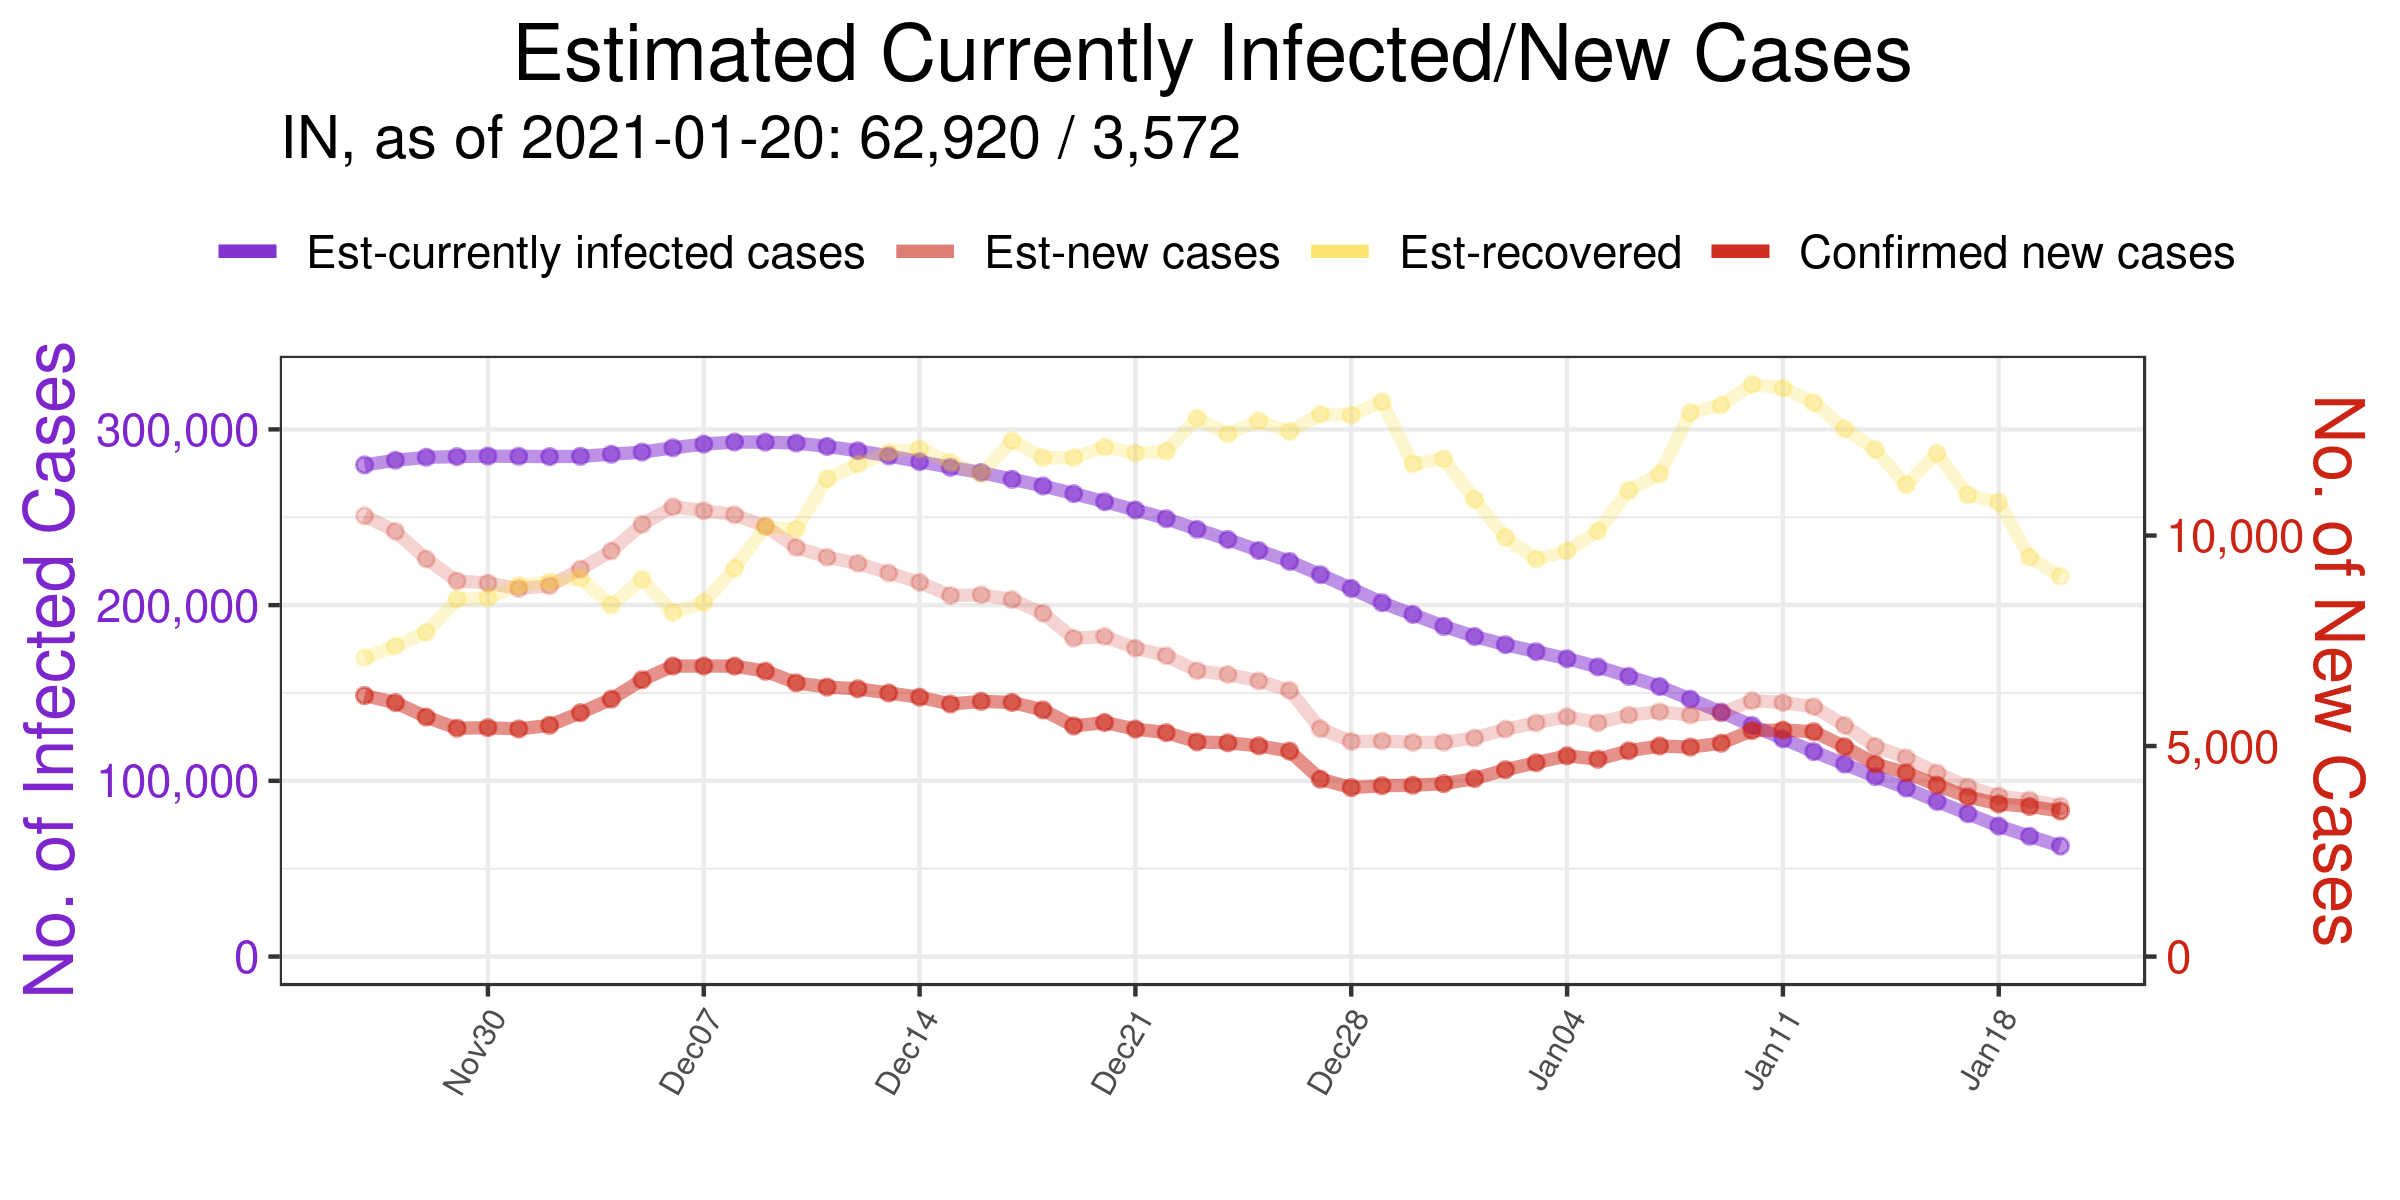 Estimated Currently Infected/New Cases
IN, as of 2021-01-20: 62,920 / 3,572
Est-currently infected cases Est-new cases Est-recovered Confirmed new cases
No. of Infected Cases
300,000
200,000
100,000
0
No. of New Cases
10,000
5,000
0
Nov30 Dec07 Dec14 Dec21 Dec28 Jan04 Jan11 Jan18